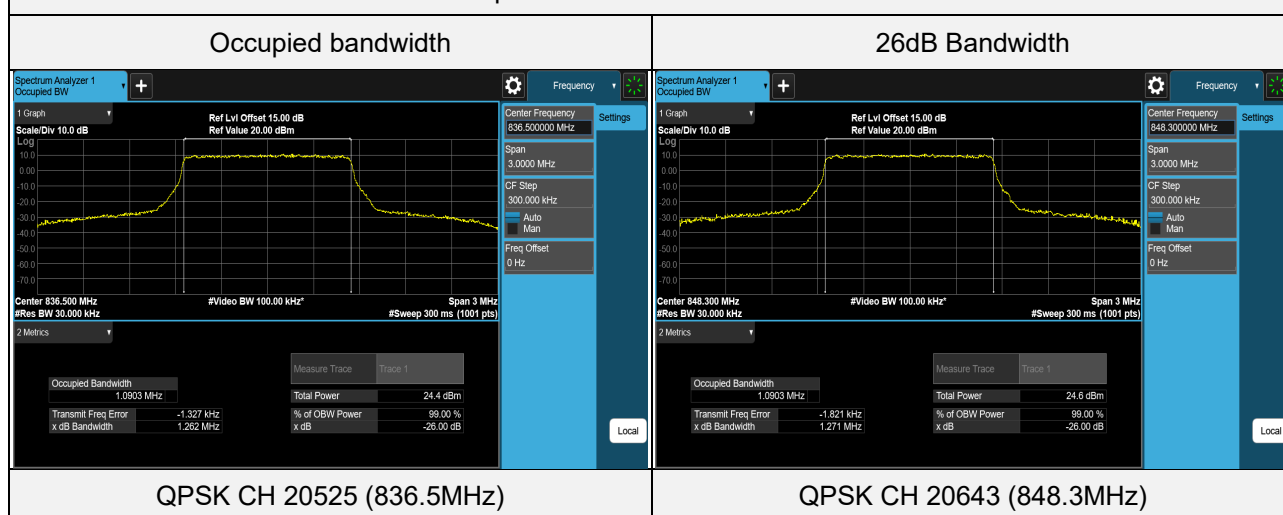 Occupied bandwidth
26dB Bandwidth
Spectrum Analyzer 1
Occupied BW
Frequency
1 Graph
Scale/Div 10.0 dB
Ref Lvl Offset 15.00 dB
Ref Value 20.00 dBm
Log
10.0
0.00
-10.0
-20.0
-30.0
-40.0
-50.0
-60.0
-70.0
Center 836.500 MHz
#Res BW 30.000 kHz
#Video BW 100.00 kHz*
Span 3 MHz
#Sweep 300 ms (1001 pts)
Center Frequency
836.500000 MHz
Settings
Span
3.0000 MHz
CF Step
300.000 kHz
Auto
Man
Freq Offset
0 Hz
Local
2 Metrics
Measure Trace Trace 1
Occupied Bandwidth
1.0903 MHz
Total Power 24.4 dBm
Transmit Freq Error -1.327 kHz
% of OBW Power 99.00 %
x dB Bandwidth 1.262 MHz
x dB -26.00 dB
Spectrum Analyzer 1
Occupied BW
Frequency
1 Graph
Scale/Div 10.0 dB
Ref Lvl Offset 15.00 dB
Ref Value 20.00 dBm
Log
10.0
0.00
-10.0
-20.0
-30.0
-40.0
-50.0
-60.0
-70.0
Center 848.300 MHz
#Res BW 30.000 kHz
#Video BW 100.00 kHz*
Span 3 MHz
#Sweep 300 ms (1001 pts)
Center Frequency
848.300000 MHz
Settings
Span
3.0000 MHz
CF Step
300.000 kHz
Auto
Man
Freq Offset
0 Hz
Local
2 Metrics
Measure Trace Trace 1
Occupied Bandwidth
1.0903 MHz
Total Power 24.6 dBm
Transmit Freq Error -1.821 kHz
% of OBW Power 99.00 %
x dB Bandwidth 1.271 MHz
x dB -26.00 dB
QPSK CH 20525 (836.5MHz)
QPSK CH 20643 (848.3MHz)